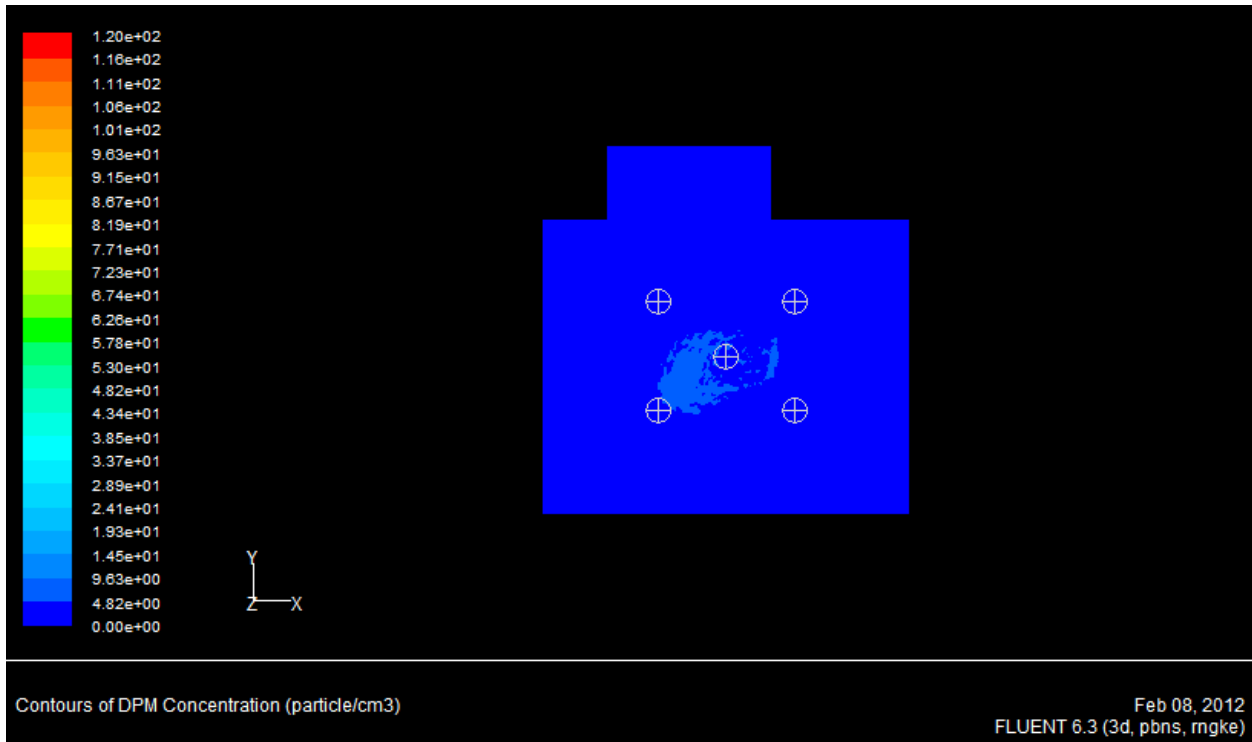 1.20e+02
1.16e+02
1.11e+02
1.06e+02
1.01e+02
9.63e+01
9.15e+01
8.67e+01
8.19e+01
7.71e+01
7.23e+01
6.74e+01
6.26e+01
5.78e+01
5.30e+01
4.82e+01
4.34e+01
3.85e+01
3.37e+01
2.89e+01
2.41e+01
1.93e+01
1.45e+01
9.63e+00
4.82e+00
0.00e+00
Y
Z X
Contours of DPM Concentration (particle/cm3)
Feb 08, 2012
FLUENT 6.3 (3d, pbns, rngke)